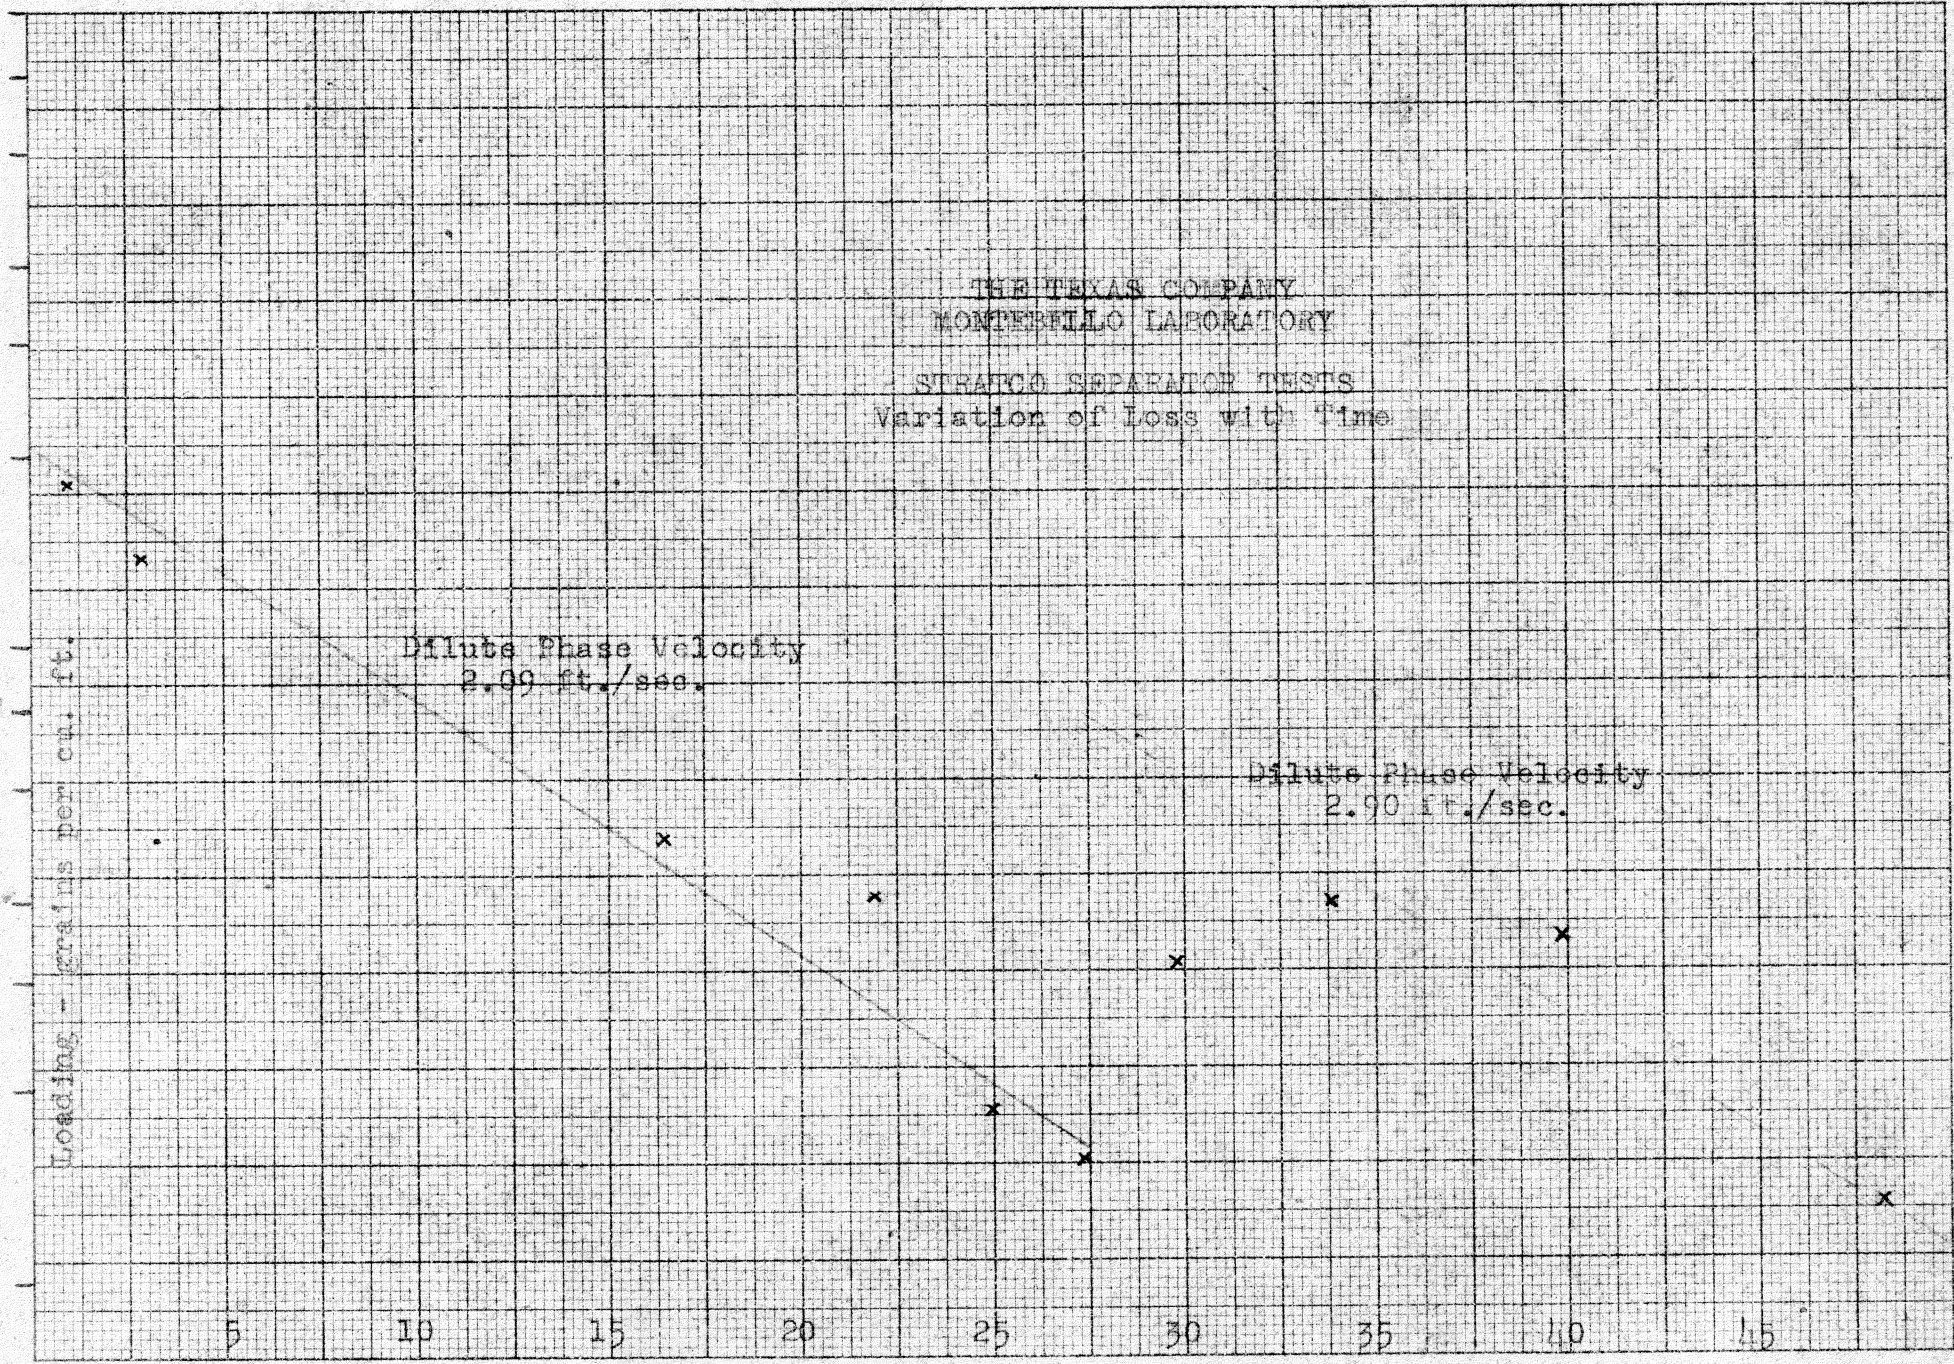 THE TEXAS COMPANY
MONTEBELLO LABORATORY
STRATCO SEPARATOR TESTS
Variation of Loss with Time
Dilute Phase Velocity
2.09 ft./sec.
Dilute Phase Velocity
2.90 ft./sec.
Loading - grains per cu. ft.
5 10 15 20 25 30 35 40 45